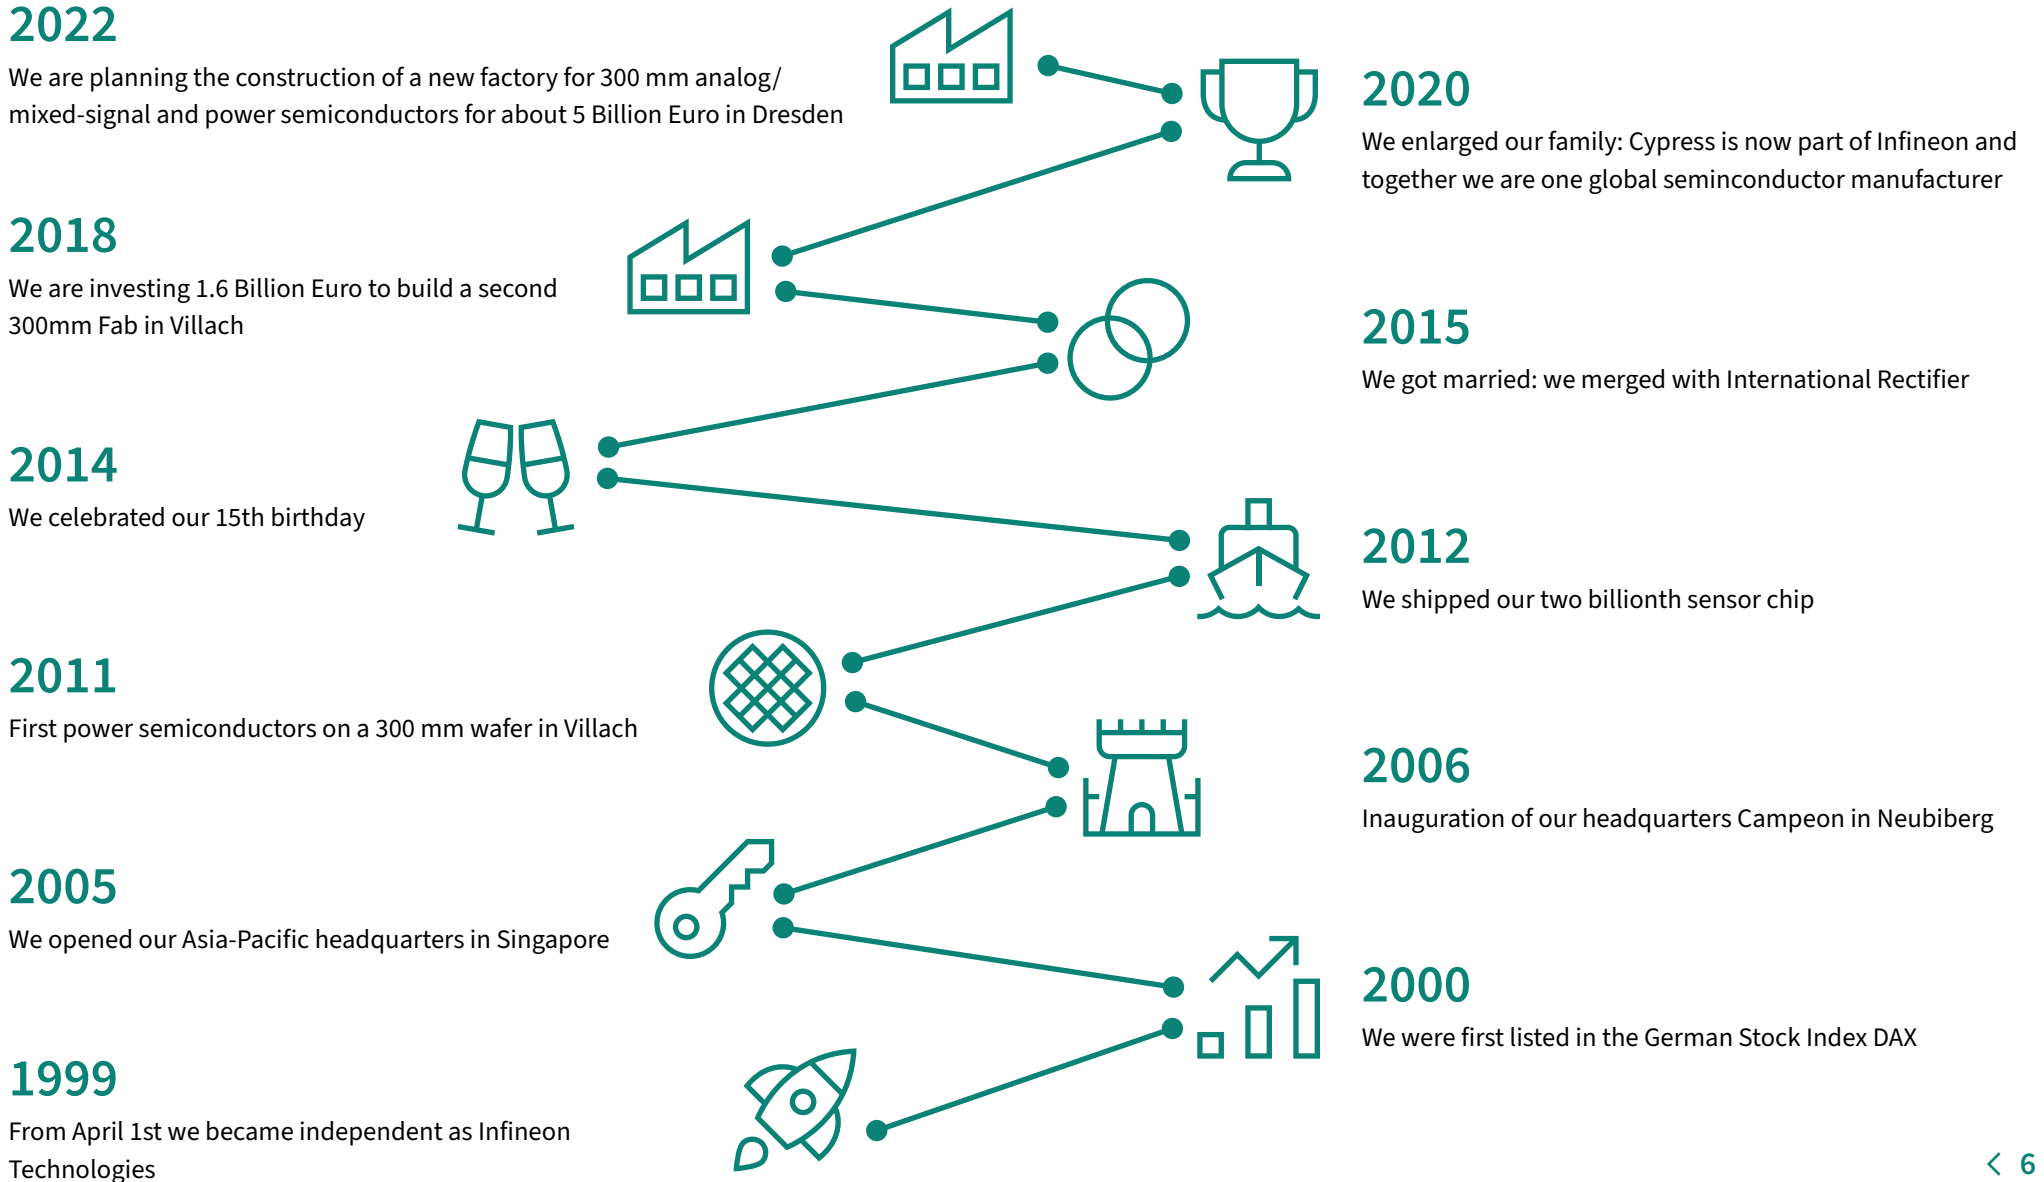 2022
We are planning the construction of a new factory for 300 mm analog/
mixed-signal and power semiconductors for about 5 Billion Euro in Dresden
2020
We enlarged our family: Cypress is now part of Infineon and
together we are one global seminconductor manufacturer
2018
We are investing 1.6 Billion Euro to build a second
300mm Fab in Villach
2015
We got married: we merged with International Rectifier
2014
We celebrated our 15th birthday
2012
We shipped our two billionth sensor chip
2011
First power semiconductors on a 300 mm wafer in Villach
2006
Inauguration of our headquarters Campeon in Neubiberg
2005
We opened our Asia-Pacific headquarters in Singapore
2000
We were first listed in the German Stock Index DAX
1999
From April 1st we became independent as Infineon
Technologies
6